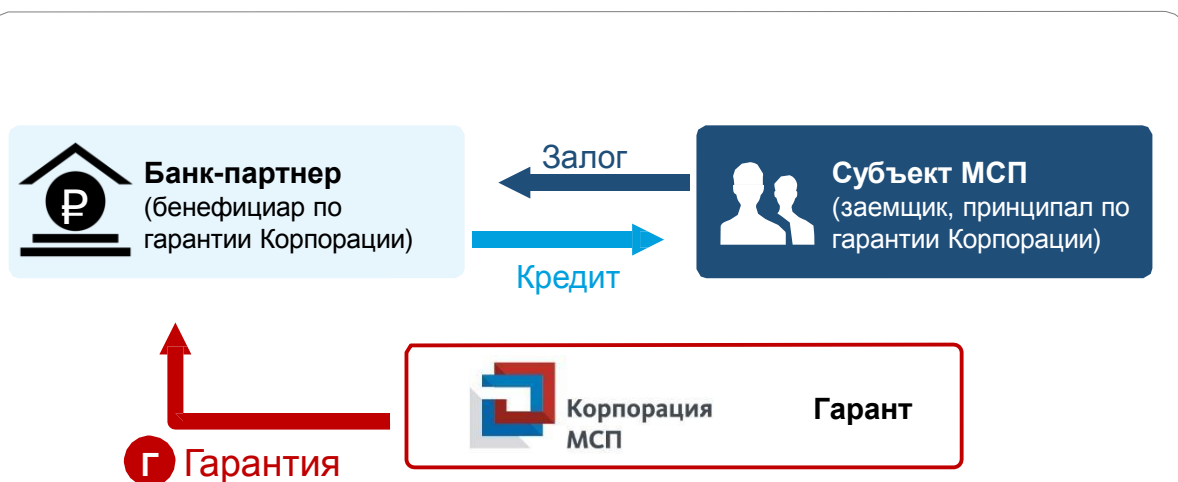 Банк-партнер
(бенефициар по
гарантии Корпорации)
Залог
Кредит
Субъект МСП
(заемщик, принципал по
гарантии Корпорации)
Корпорация
МСП
Гарант
Г Гарантия